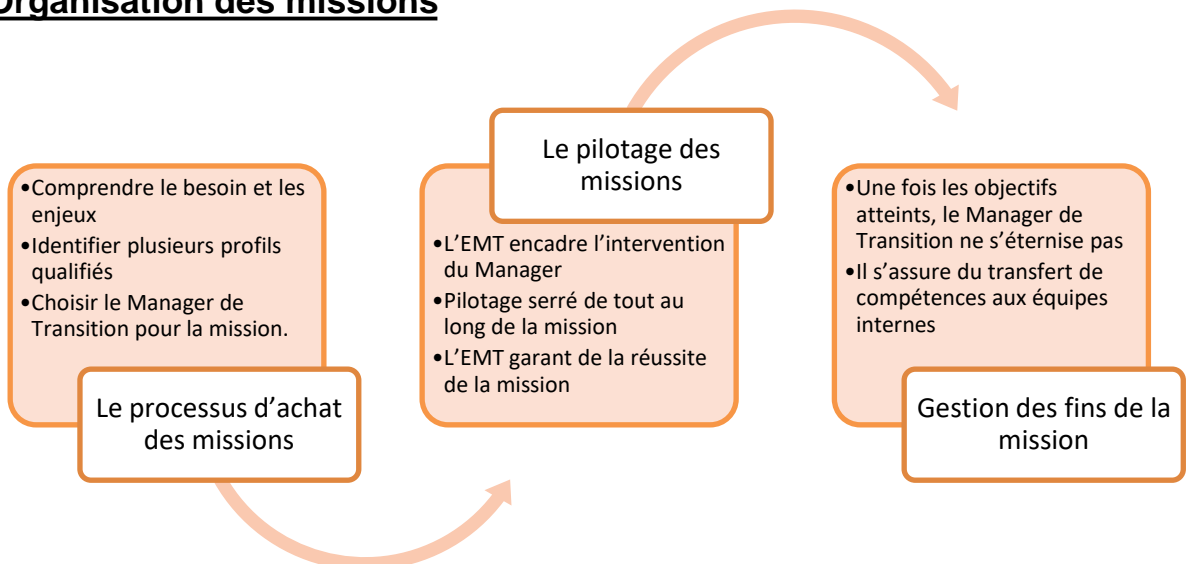 Organisation des missions
•Comprendre le besoin et les
enjeux
•Identifier plusieurs profils
qualifiés
•Choisir le Manager de
Transition pour la mission.
Le processus d’achat
des missions
Le pilotage des
missions
•L’EMT encadre l’intervention
du Manager
•Pilotage serré de tout au
long de la mission
•L’EMT garant de la réussite
de la mission
•Une fois les objectifs
atteints, le Manager de
Transition ne s’éternise pas
•Il s’assure du transfert de
compétences aux équipes
internes
Gestion des fins de la
mission